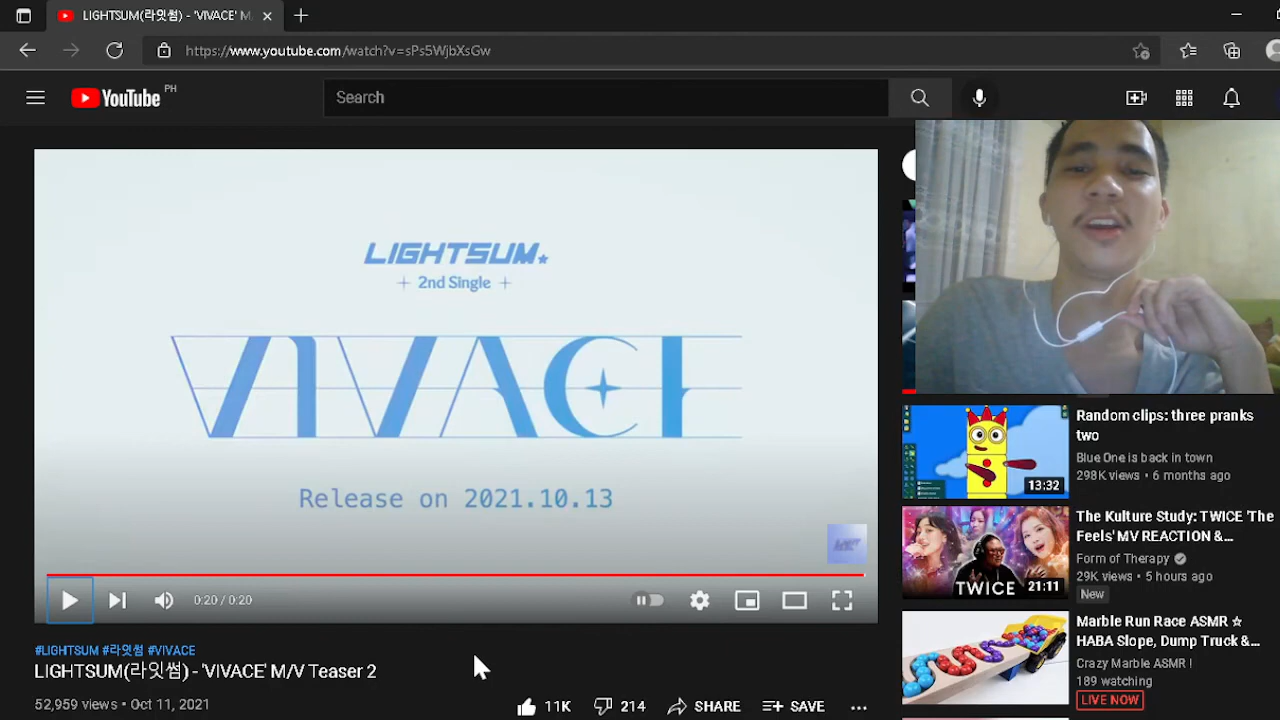 LIGHTSUM(라잇썸) - 'VIVACE' M
https://www.youtube.com/watch?v=sPs5WjbXsGw
YouTube PH
Search
LIGHTSUM
2nd Single
VIVACE
Release on 2021.10.13
0:20 / 0:20
#LIGHTSUM #라잇썸 #VIVACE
LIGHTSUM(라잇썸) - 'VIVACE' M/V Teaser 2
52,959 views • Oct 11, 2021
11K
214
SHARE
SAVE
13:32
Random clips: three pranks
two
Blue One is back in town
298K views • 6 months ago
TWICE
21:11
The Kulture Study: TWICE 'The
Feels' MV REACTION &...
Form of Therapy
29K views • 5 hours ago
New
Marble Run Race ASMR ☆
HABA Slope, Dump Truck &...
Crazy Marble ASMR !
189 watching
LIVE NOW